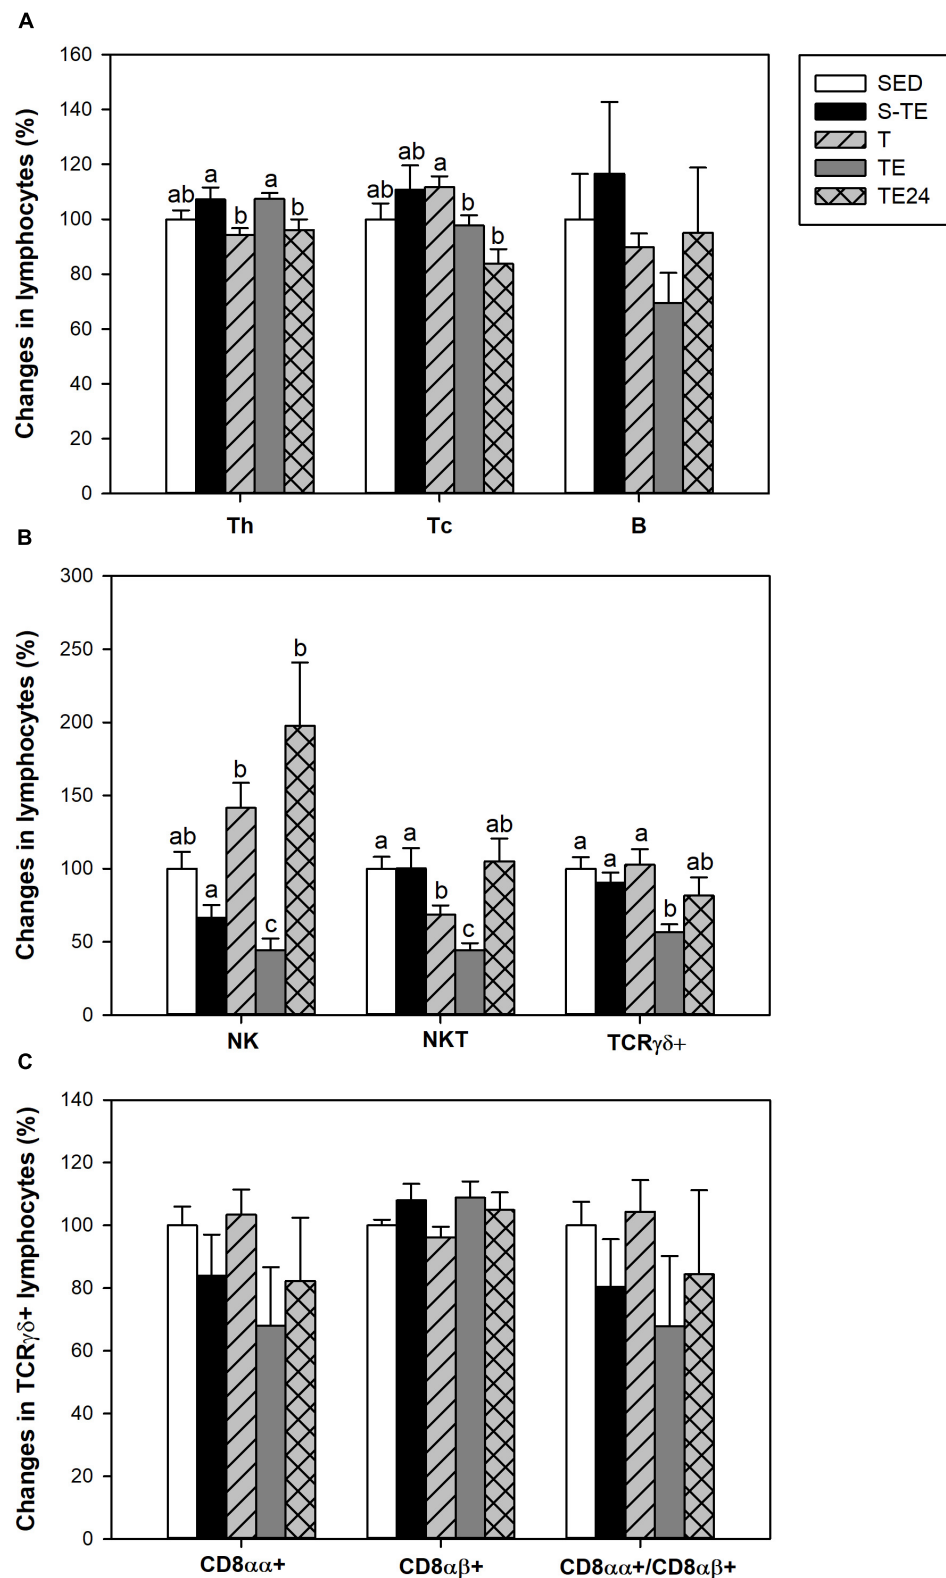 A
Changes in lymphocytes (%)
160
140
120
100
80
60
40
20
0
ab a b a b
ab ab a b b
Th Tc B
SED
S-TE
T
TE
TE24
B
Changes in lymphocytes (%)
300
250
200
150
100
50
0
ab a b c b
a a b c ab
a a a b ab
NK NKT TCRγδ+
C
Changes in TCRγδ+ lymphocytes (%)
140
120
100
80
60
40
20
0
CD8αα+ CD8αβ+ CD8αα+/CD8αβ+